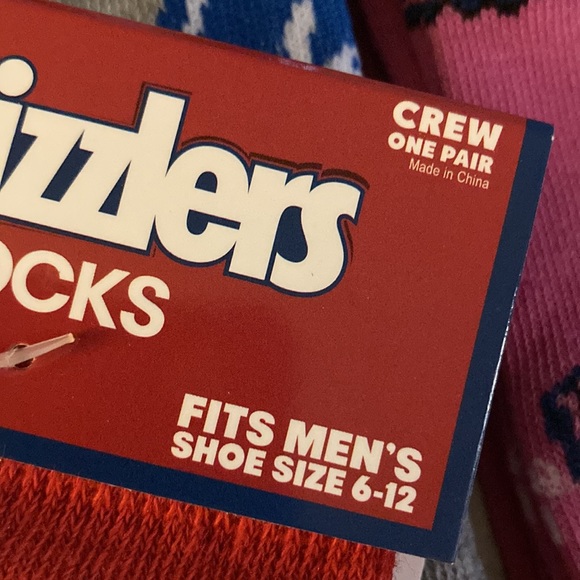 CREW
ONE PAIR
Made in China
izzlers
OCKS
FITS MEN'S
SHOE SIZE 6-12